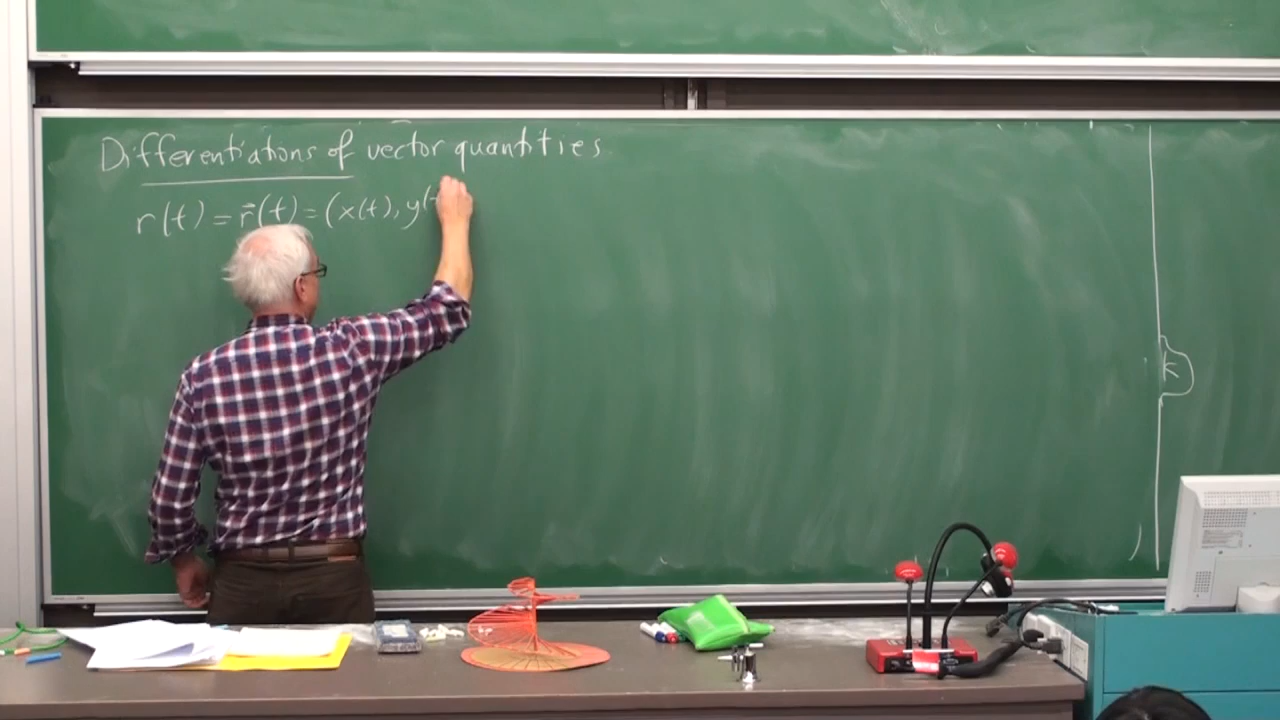 Differentiations of vector quantities
r(t) = r⃗(t) = (x(t), y(t
K